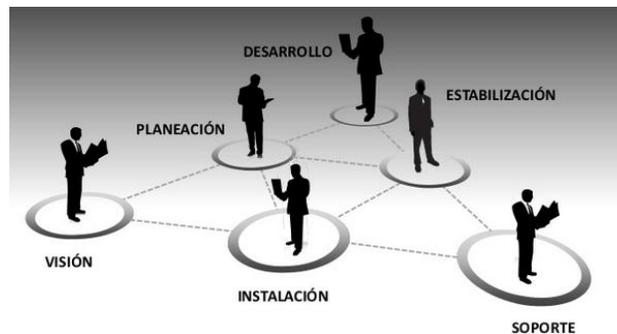 DESARROLLO
ESTABILIZACIÓN
PLANEACIÓN
VISIÓN
INSTALACIÓN
SOPORTE